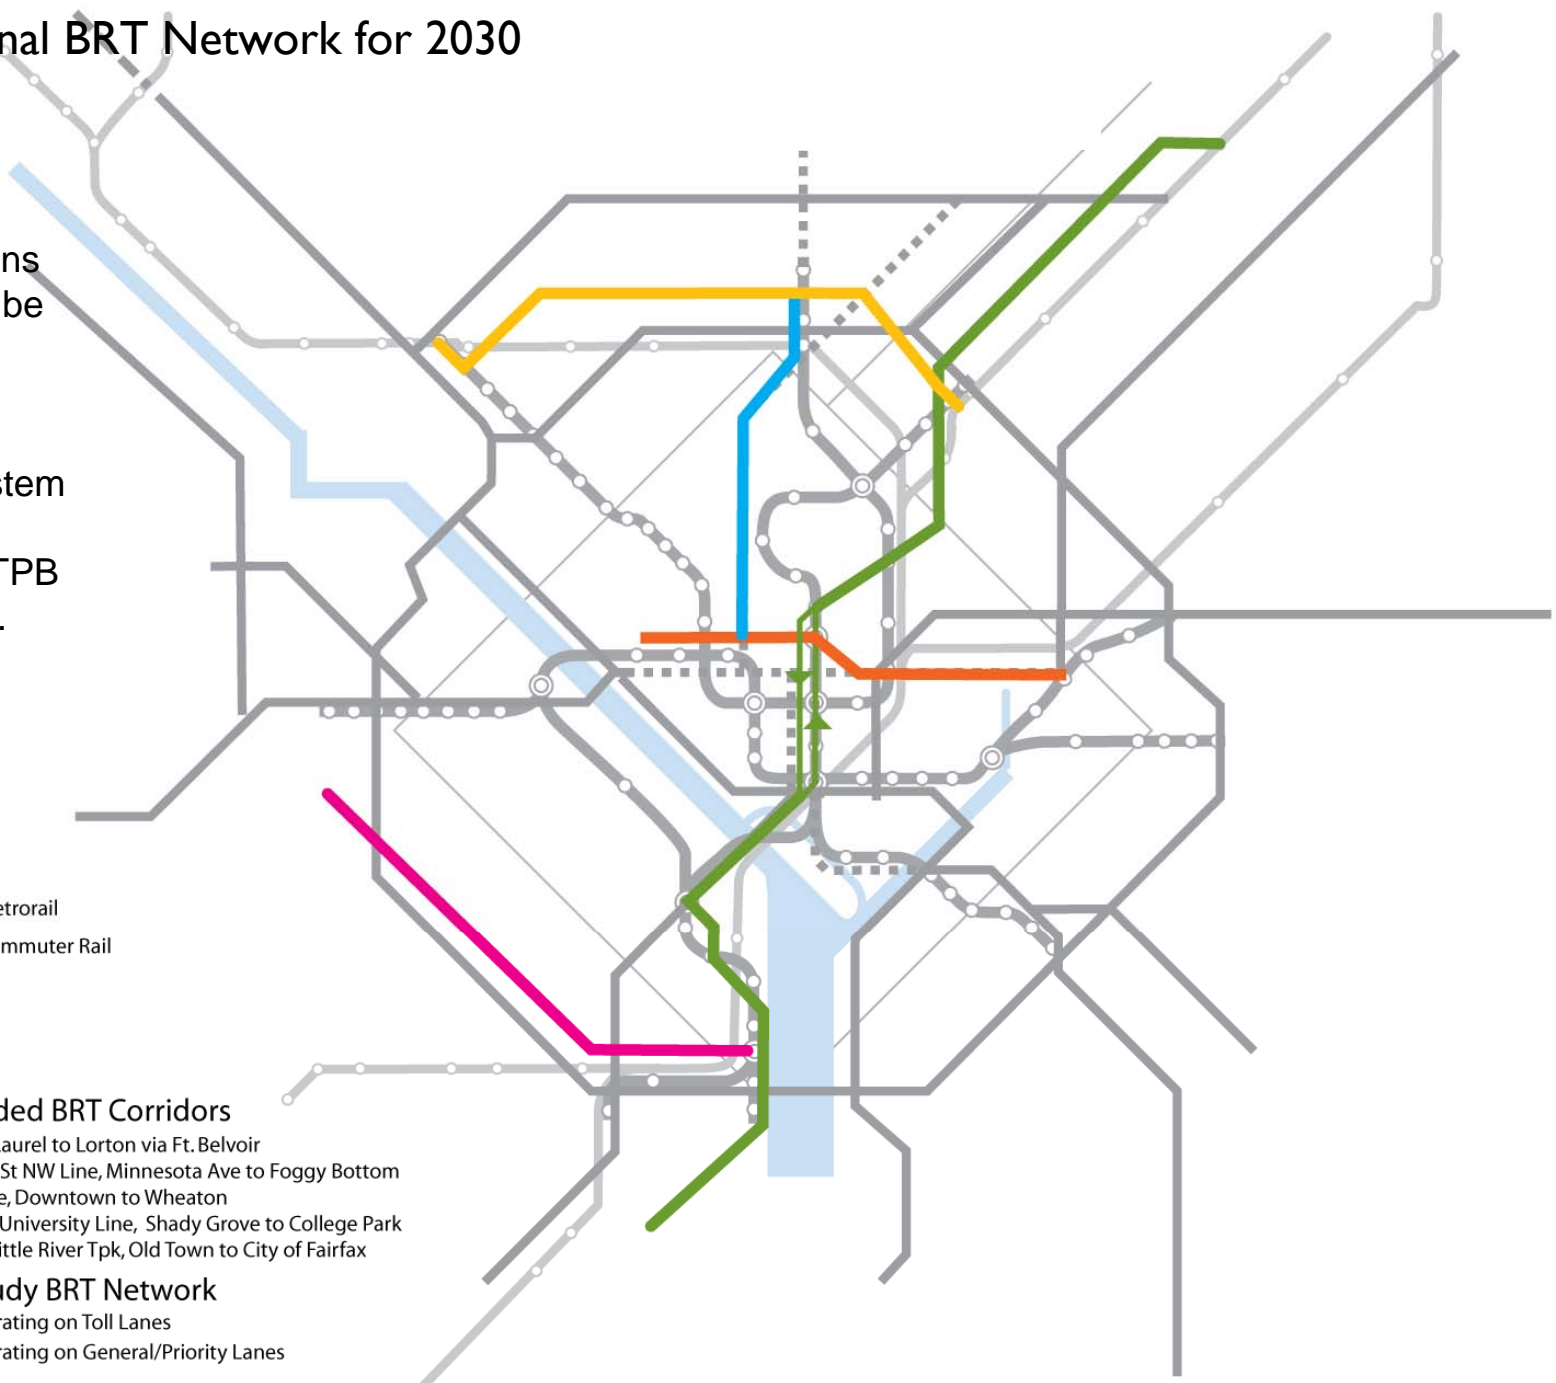 nal BRT Network for 2030
ns
be
stem
TPB
.
etrorail
mmuter Rail
ded BRT Corridors
aurel to Lorton via Ft. Belvoir
St NW Line, Minnesota Ave to Foggy Bottom
e, Downtown to Wheaton
University Line, Shady Grove to College Park
ittle River Tpk, Old Town to City of Fairfax
udy BRT Network
rating on Toll Lanes
rating on General/Priority Lanes